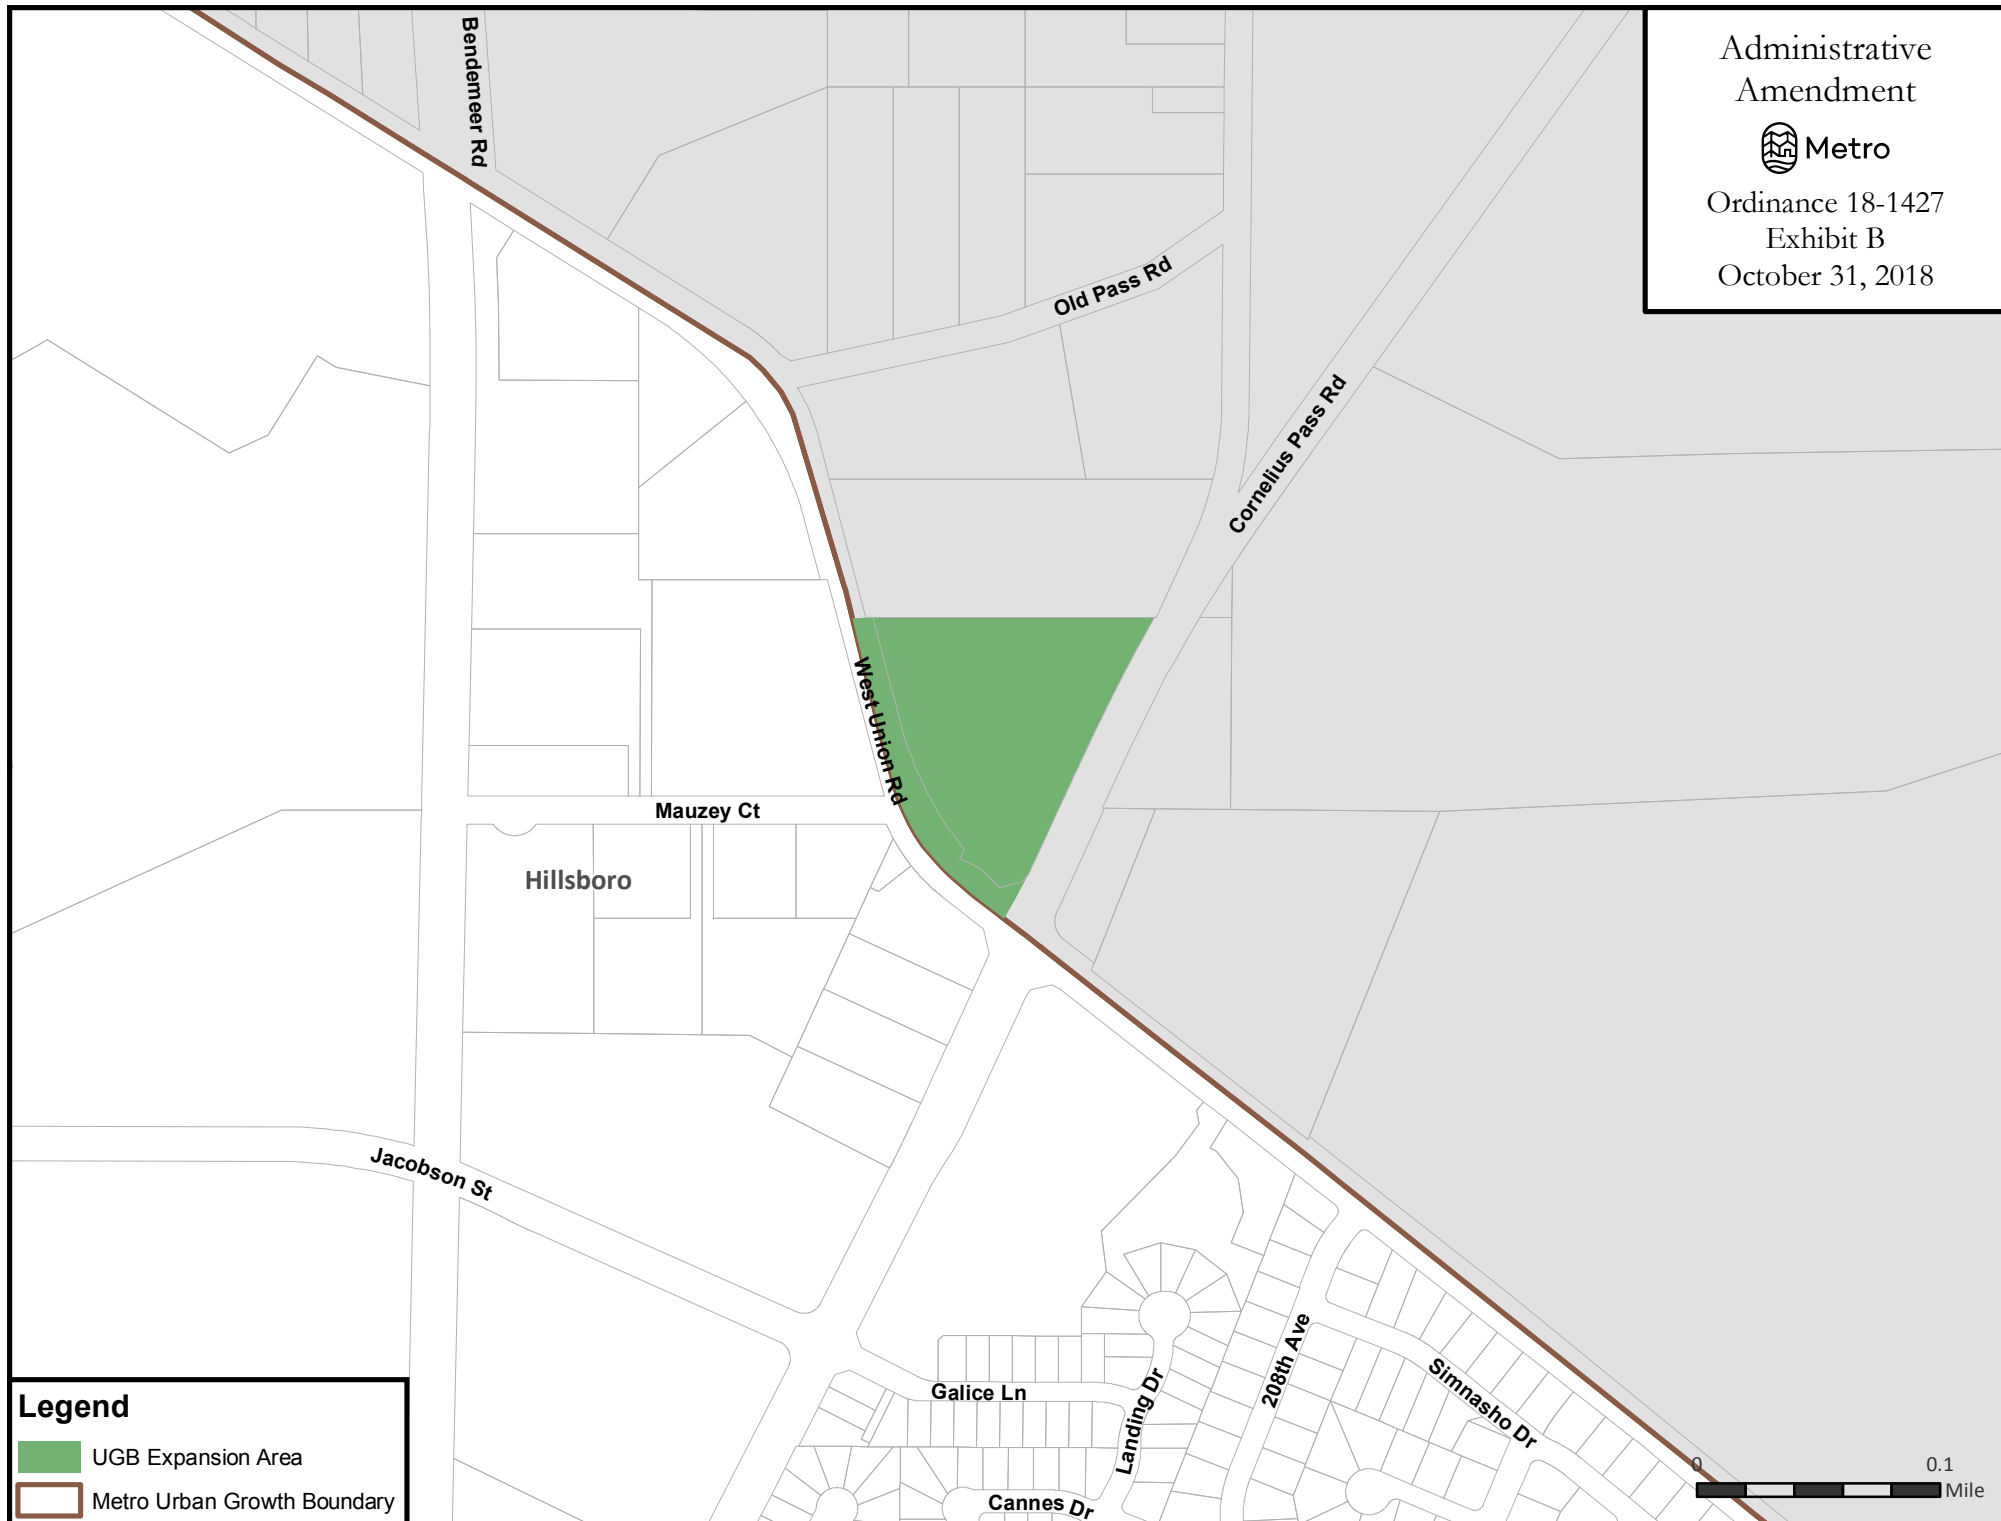 Administrative
Amendment
Metro
Ordinance 18-1427
Exhibit B
October 31, 2018
Bendemeer Rd
Old Pass Rd
Cornelius Pass Rd
West Union Rd
Mauzey Ct
Hillsboro
Jacobson St
208th Ave
Simnasho Dr
Landing Dr
Galice Ln
Cannes Dr
Legend
UGB Expansion Area
Metro Urban Growth Boundary
0 0.1
Mile